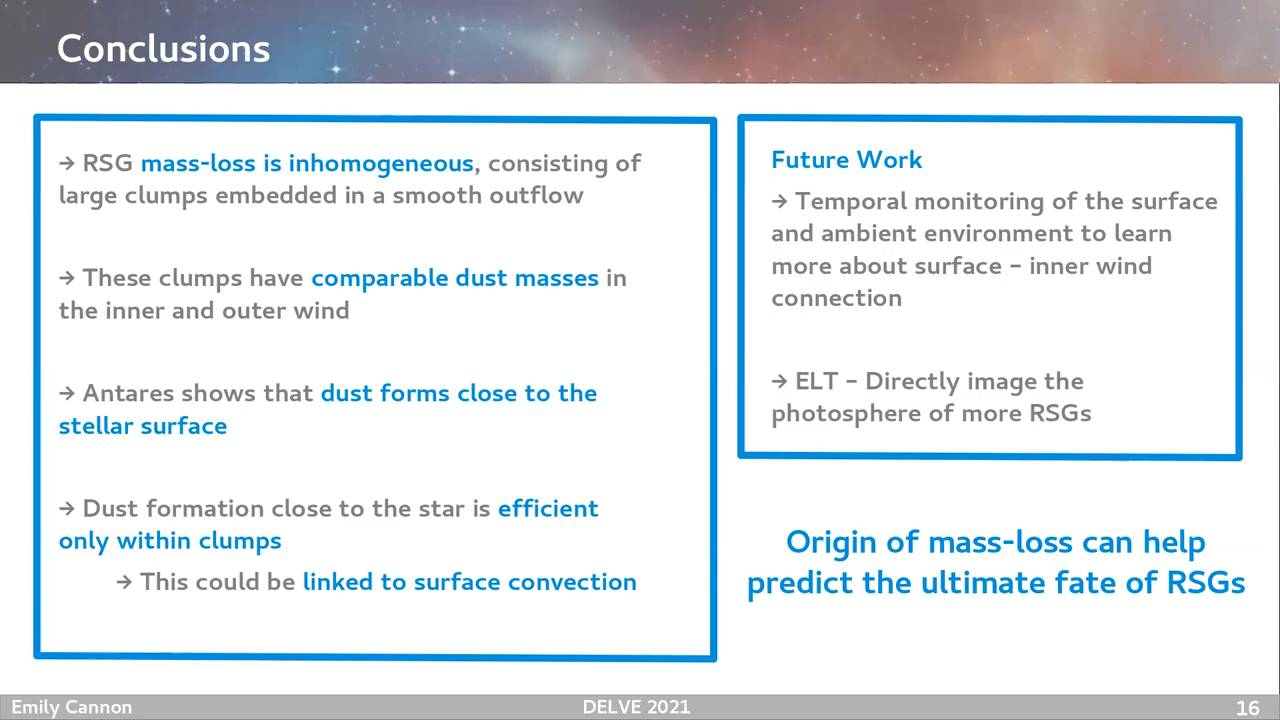 Conclusions
→ RSG mass-loss is inhomogeneous, consisting of
large clumps embedded in a smooth outflow
→ These clumps have comparable dust masses in
the inner and outer wind
→ Antares shows that dust forms close to the
stellar surface
→ Dust formation close to the star is efficient
only within clumps
→ This could be linked to surface convection
Future Work
→ Temporal monitoring of the surface
and ambient environment to learn
more about surface – inner wind
connection
→ ELT – Directly image the
photosphere of more RSGs
Origin of mass-loss can help
predict the ultimate fate of RSGs
Emily Cannon
DELVE 2021
16